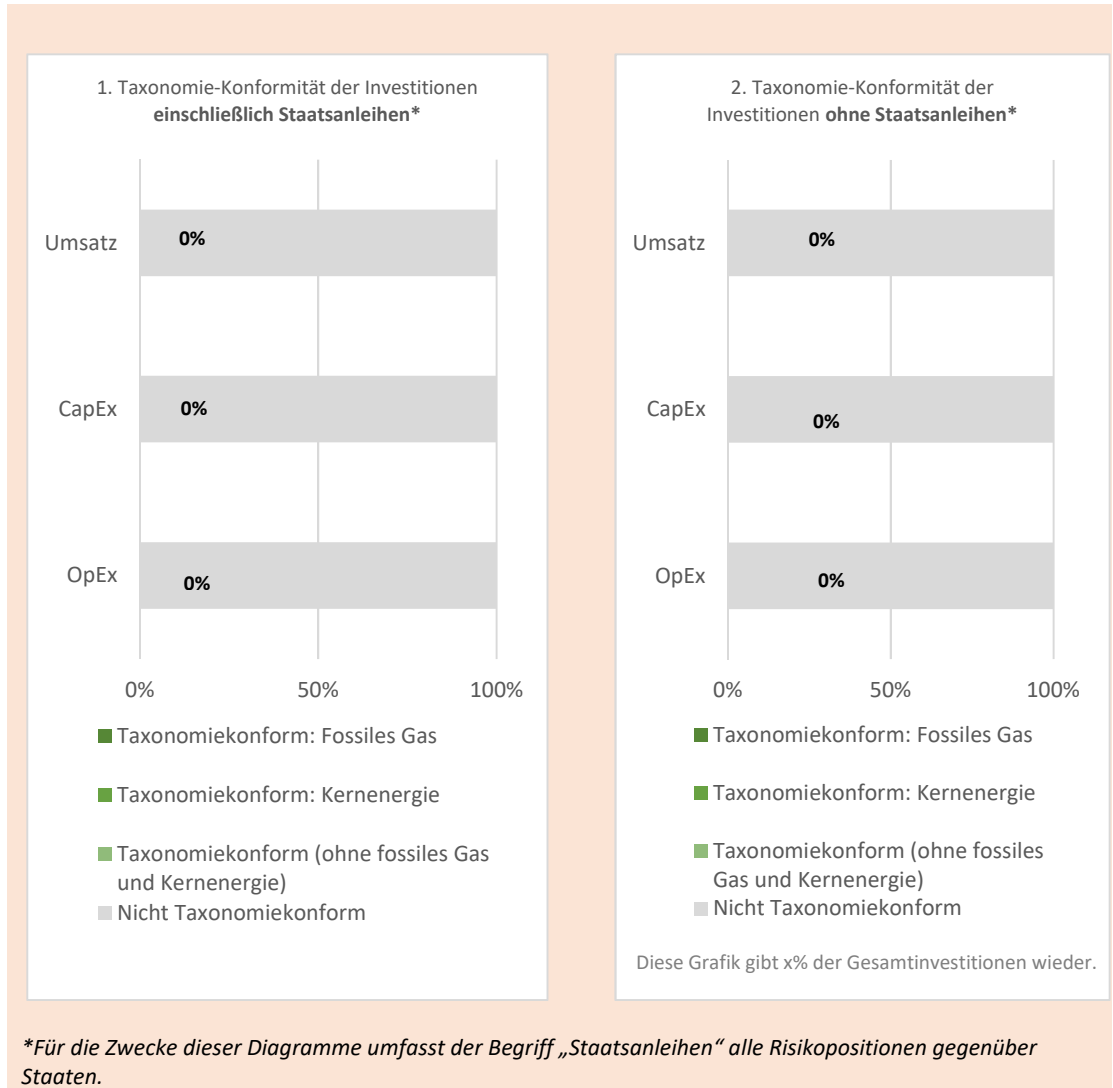 1. Taxonomie-Konformität der Investitionen
einschließlich Staatsanleihen*
Umsatz
0%
CapEx
0%
OpEx
0%
0%
50%
100%
Taxonomiekonform: Fossiles Gas
Taxonomiekonform: Kernenergie
Taxonomiekonform (ohne fossiles Gas
und Kernenergie)
Nicht Taxonomiekonform
2. Taxonomie-Konformität der
Investitionen ohne Staatsanleihen*
Umsatz
0%
CapEx
0%
OpEx
0%
0%
50%
100%
Taxonomiekonform: Fossiles Gas
Taxonomiekonform: Kernenergie
Taxonomiekonform (ohne fossiles
Gas und Kernenergie)
Nicht Taxonomiekonform
Diese Grafik gibt x% der Gesamtinvestitionen wieder.
*Für die Zwecke dieser Diagramme umfasst der Begriff „Staatsanleihen“ alle Risikopositionen gegenüber
Staaten.